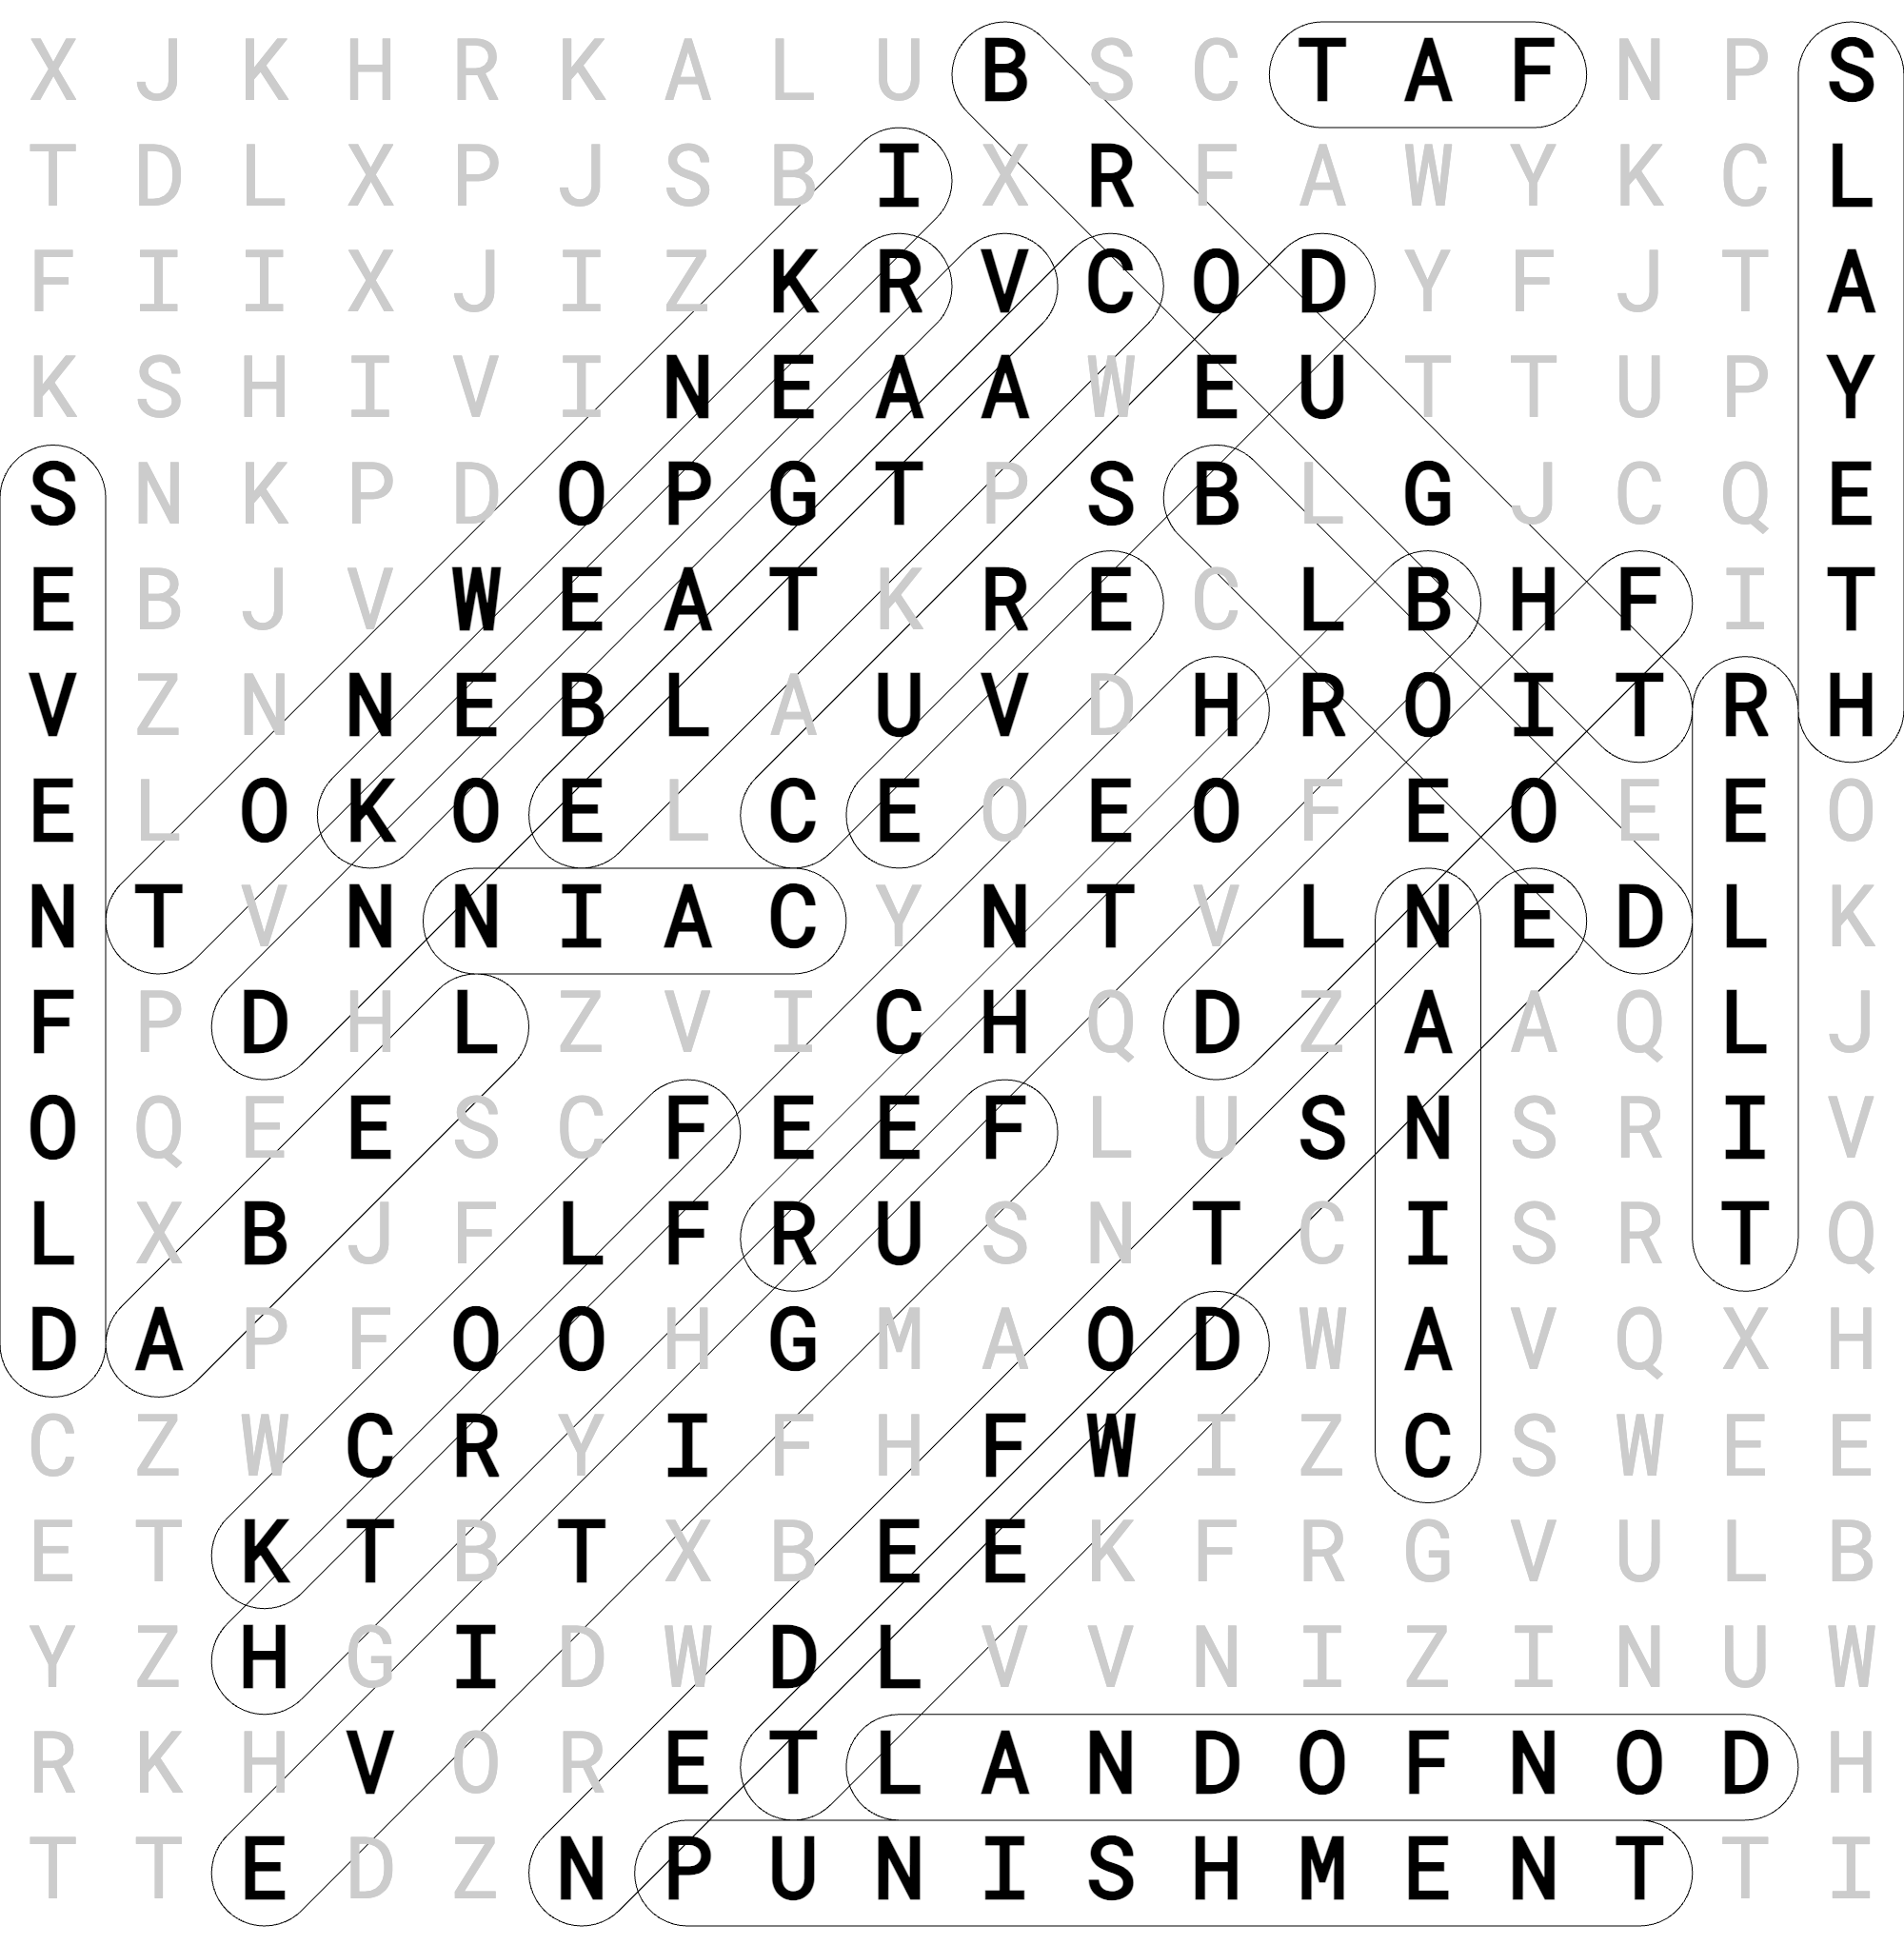 X J K H R K A L U B S C T A F N P S
T D L X P J S B I X R F A W Y K C L
F I I X J I Z K R V C O D Y F J T A
K S H I V I N E A A W E U T T U P Y
S N K P D O P G T P S B L G J C Q E
E B J V W E A T K R E C L B H F I T
V Z N N E B L A U V D H R O I T R H
E L O K O E L C E O E O F E O E E O
N T V N N I A C Y N T V L N E D L K
F P D H L Z V I C H Q D Z A A Q L J
O Q E E S C F E E F L U S N S R I V
L X B J F L F R U S N T C I S R T Q
D A P F O O H G M A O D W A V Q X H
C Z W C R Y I F H F W I Z C S W E E
E T K T B T X B E E K F R G V U L B
Y Z H G I D W D L V V N I Z I N U W
R K H V O R E T L A N D O F N O D H
T T E D Z N P U N I S H M E N T T I